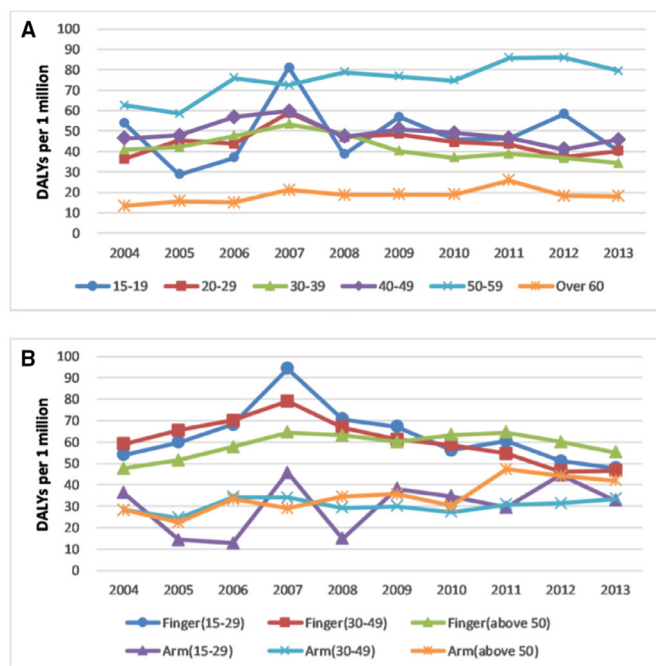 A
DALYs per 1 million
100
90
80
70
60
50
40
30
20
10
0
2004 2005 2006 2007 2008 2009 2010 2011 2012 2013
15-19 20-29 30-39 40-49 50-59 Over 60
B
DALYs per 1 million
100
90
80
70
60
50
40
30
20
10
0
2004 2005 2006 2007 2008 2009 2010 2011 2012 2013
Finger(15-29) Finger(30-49) Finger(above 50)
Arm(15-29) Arm(30-49) Arm(above 50)